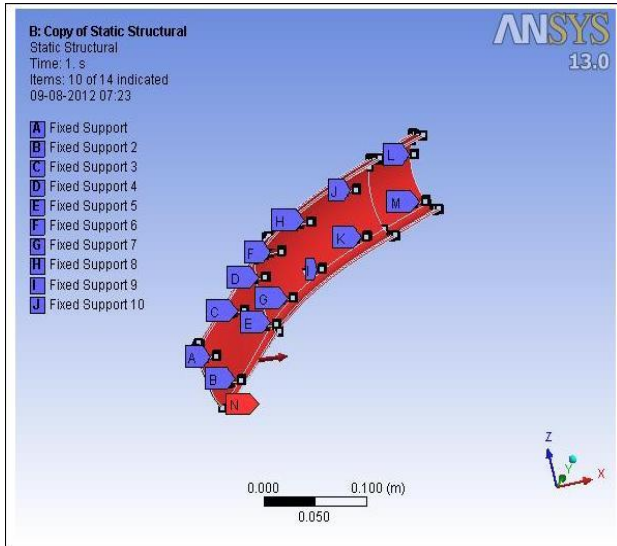 B: Copy of Static Structural
Static Structural
Time: 1. s
Items: 10 of 14 indicated
09-08-2012 07:23
A Fixed Support
B Fixed Support 2
C Fixed Support 3
D Fixed Support 4
E Fixed Support 5
F Fixed Support 6
G Fixed Support 7
H Fixed Support 8
I Fixed Support 9
J Fixed Support 10
ANSYS
13.0
L
J
M
H
K
F
I
D
G
C
E
A
B
N
0.000
0.100 (m)
0.050
Z
Y
X